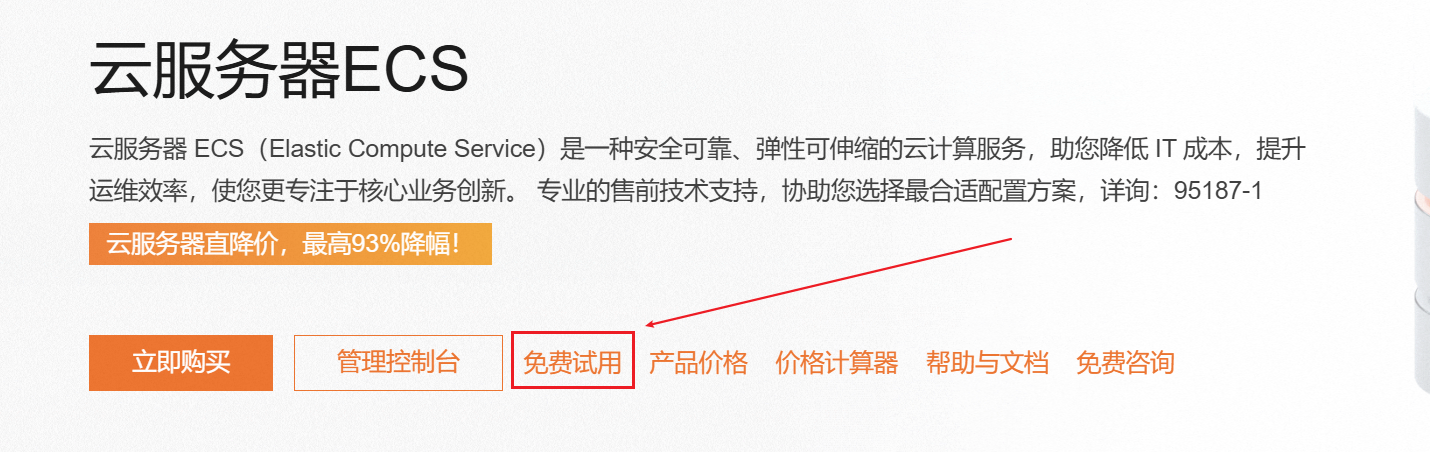 云服务器ECS
云服务器 ECS（Elastic Compute Service）是一种安全可靠、弹性可伸缩的云计算服务，助您降低 IT 成本，提升
运维效率，使您更专注于核心业务创新。 专业的售前技术支持，协助您选择最合适配置方案，详询：95187-1
云服务器直降价，最高93%降幅！
立即购买 管理控制台 免费试用 产品价格 价格计算器 帮助与文档 免费咨询